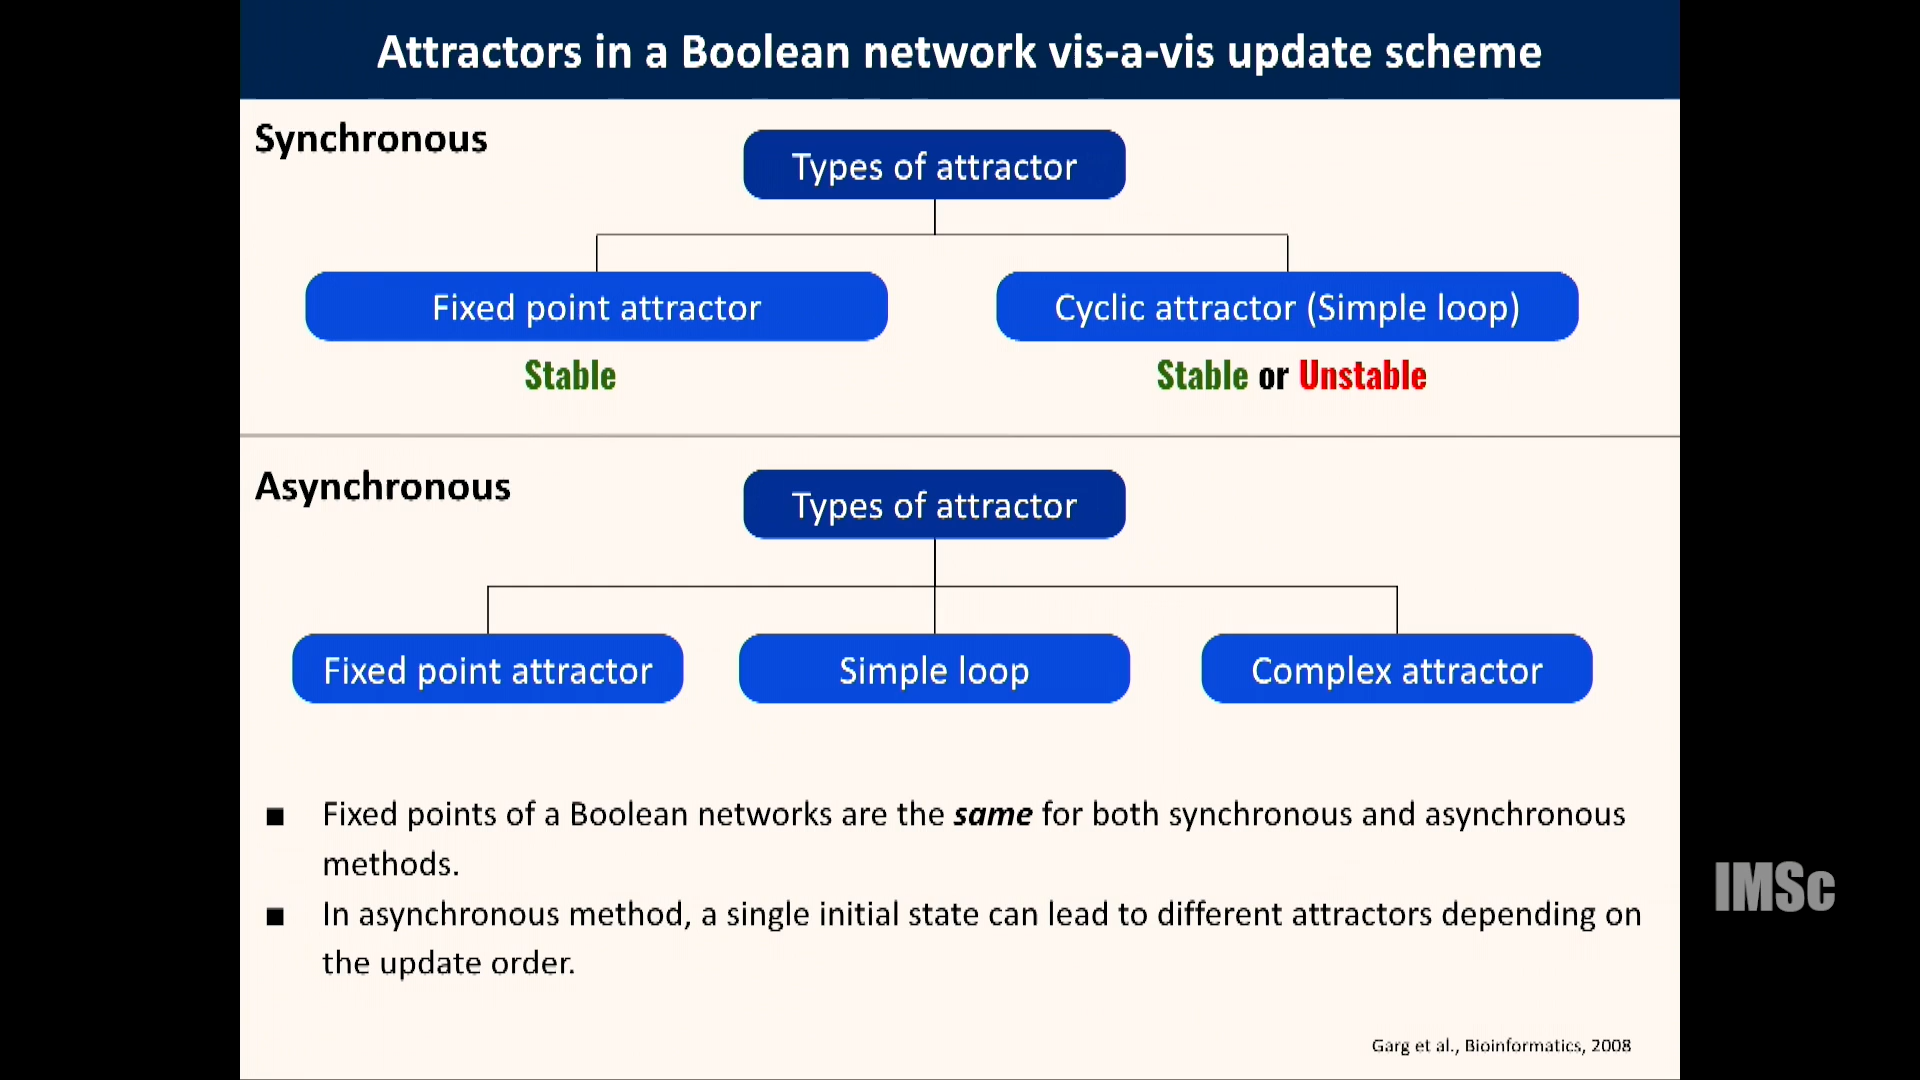 Attractors in a Boolean network vis-a-vis update scheme
Synchronous
Types of attractor
Fixed point attractor
Cyclic attractor (Simple loop)
Stable
Stable or Unstable
Asynchronous
Types of attractor
Fixed point attractor
Simple loop
Complex attractor
■ Fixed points of a Boolean networks are the same for both synchronous and asynchronous
methods.
■ In asynchronous method, a single initial state can lead to different attractors depending on
the update order.
IMSc
Garg et al., Bioinformatics, 2008